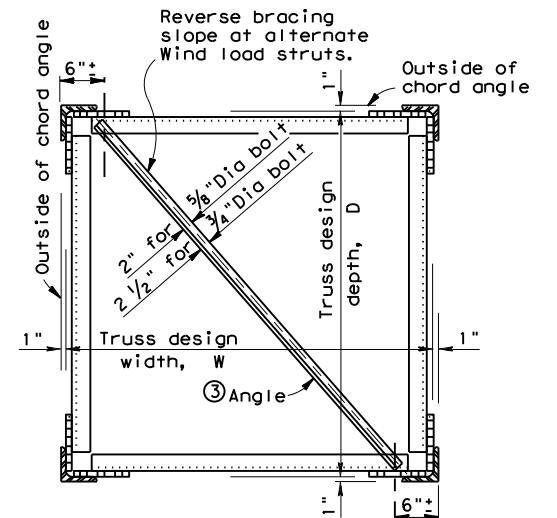 Reverse bracing
slope at alternate
Wind load struts.
6"±
1"
Outside of
chord angle
Outside of chord angle
5/8"Dia bolt
3/4"Dia bolt
2" for
2 1/2" for
Truss design
depth, D
1"
Truss design
width, W
1"
③ Angle
1"
6"±